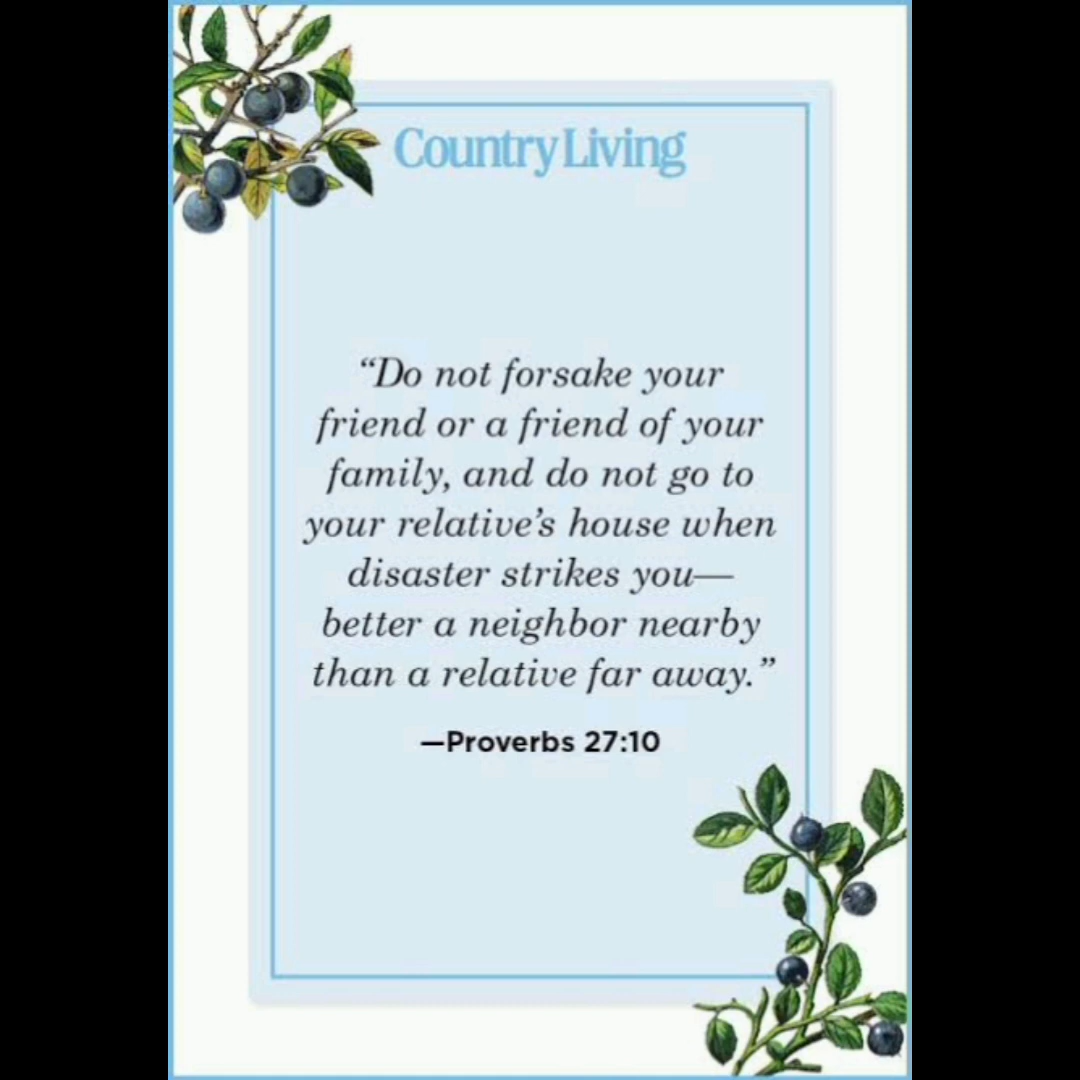 Country Living
“Do not forsake your
friend or a friend of your
family, and do not go to
your relative’s house when
disaster strikes you—
better a neighbor nearby
than a relative far away.”
—Proverbs 27:10